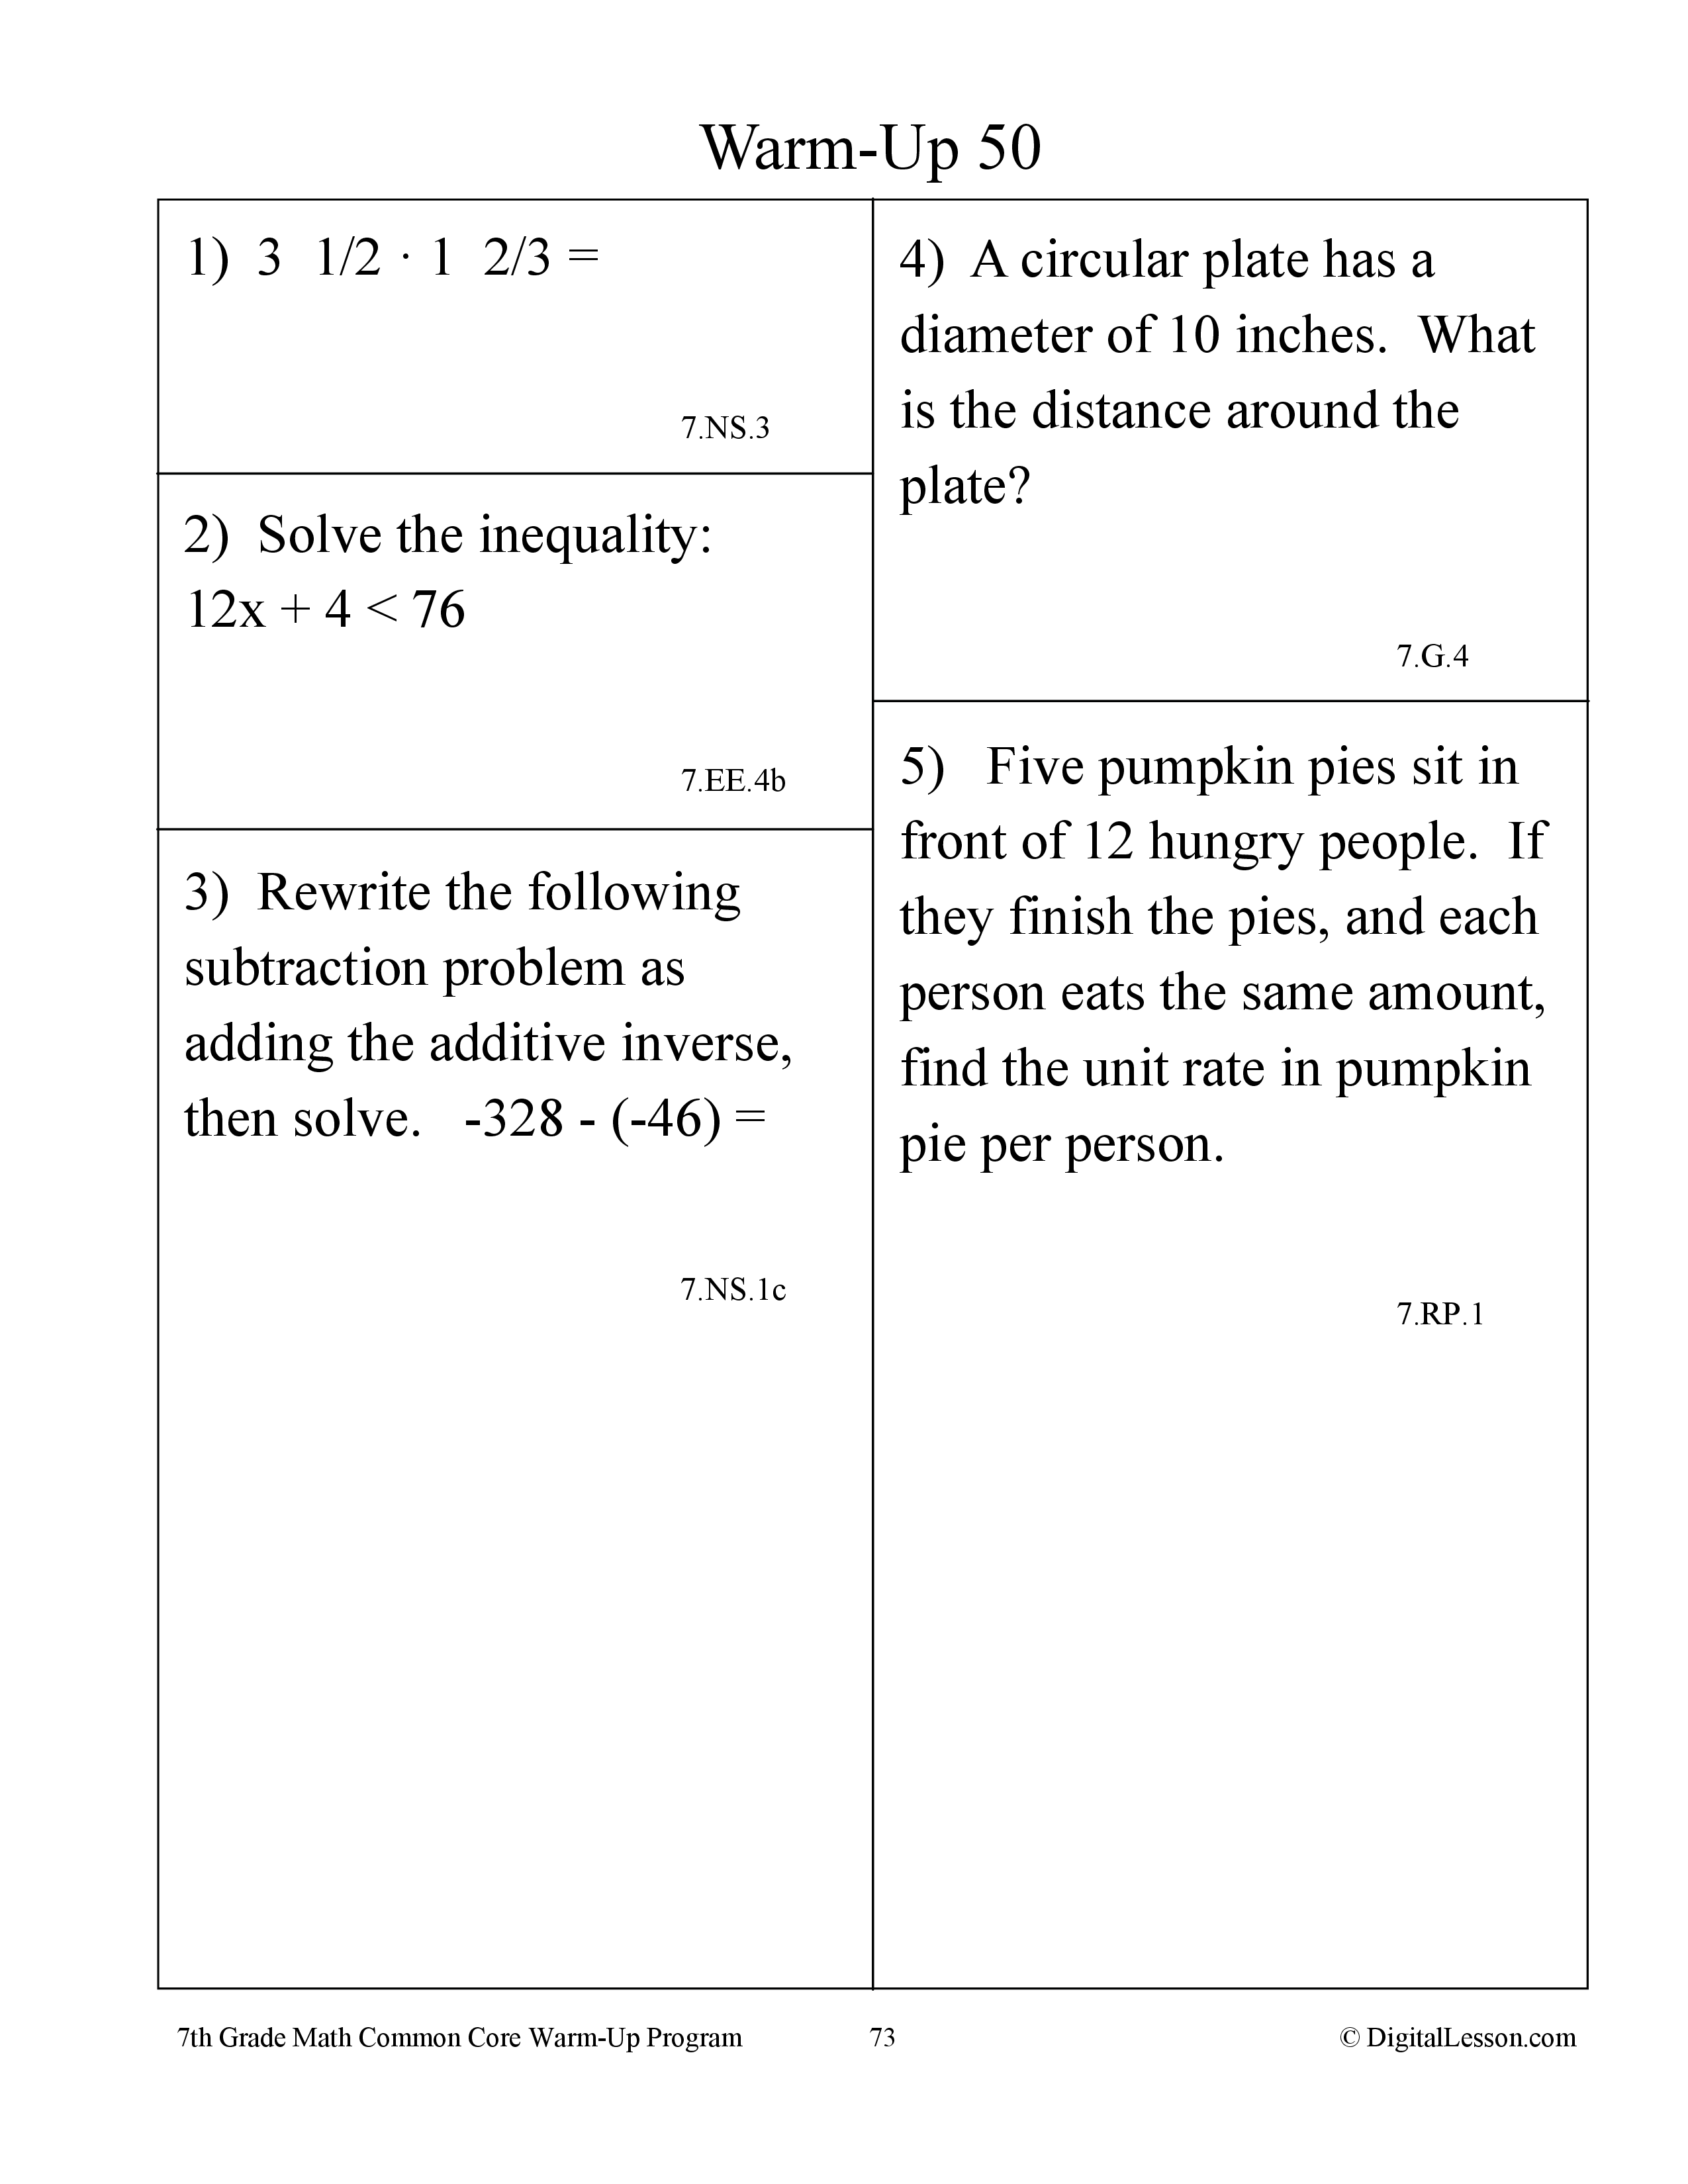 Warm-Up 50
1)  3  1/2 · 1  2/3 =
7.NS.3
2)  Solve the inequality:
12x + 4 < 76
7.EE.4b
3)  Rewrite the following
subtraction problem as
adding the additive inverse,
then solve.   -328 - (-46) =
7.NS.1c
4)  A circular plate has a
diameter of 10 inches.  What
is the distance around the
plate?
7.G.4
5)   Five pumpkin pies sit in
front of 12 hungry people.  If
they finish the pies, and each
person eats the same amount,
find the unit rate in pumpkin
pie per person.
7.RP.1
7th Grade Math Common Core Warm-Up Program 73 © DigitalLesson.com